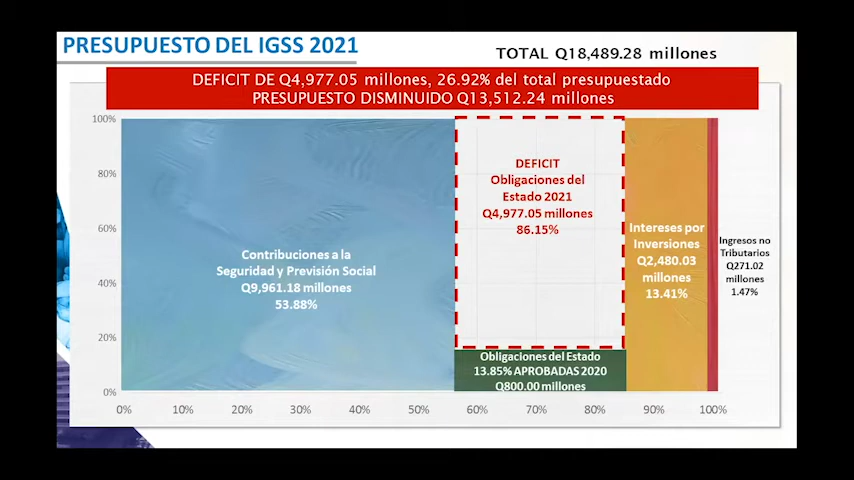 PRESUPUESTO DEL IGSS 2021
TOTAL Q18,489.28 millones
DEFICIT DE Q4,977.05 millones, 26.92% del total presupuestado
PRESUPUESTO DISMINUIDO Q13,512.24 millones
100%
80%
60%
40%
20%
0%
Contribuciones a la
Seguridad y Previsión Social
Q9,961.18 millones
53.88%
DEFICIT
Obligaciones del
Estado 2021
Q4,977.05 millones
86.15%
Obligaciones del Estado
13.85% APROBADAS 2020
Q800.00 millones
Intereses por
Inversiones
Q2,480.03
millones
13.41%
Ingresos no
Tributarios
Q271.02
millones
1.47%
0%
10%
20%
30%
40%
50%
60%
70%
80%
90%
100%